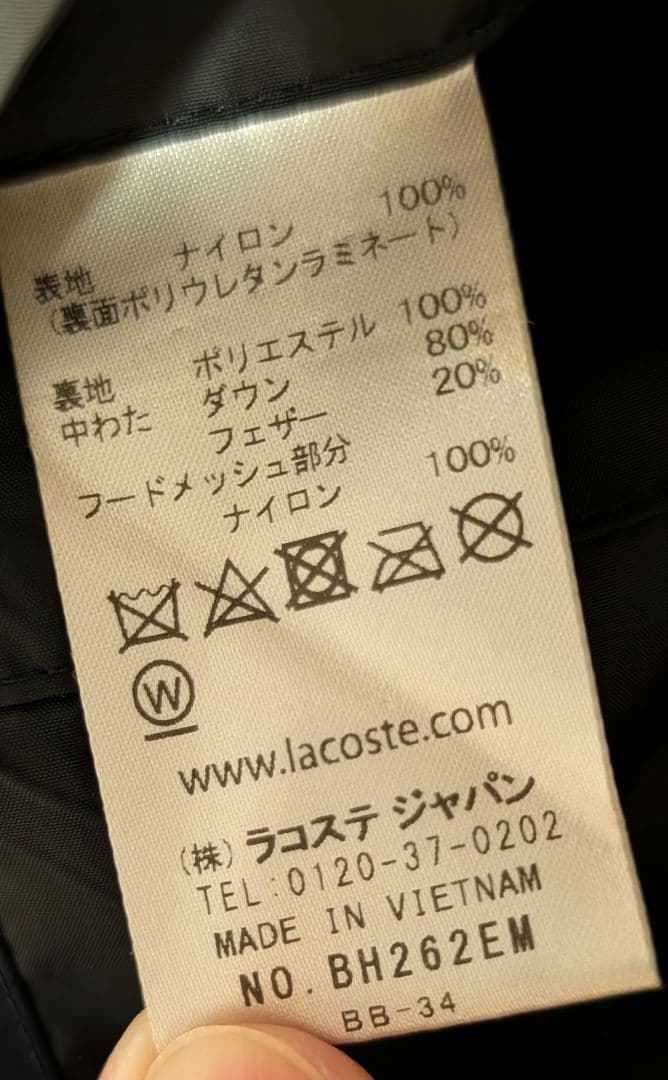 表地 ナイロン 100%
(裏面ポリウレタンラミネート)
裏地 ポリエステル 100%
中わた ダウン 80%
フェザー 20%
フードメッシュ部分
ナイロン 100%
W
www.lacoste.com
(株) ラコステ ジャパン
TEL:0120-37-0202
MADE IN VIETNAM
NO.BH262EM
BB-34